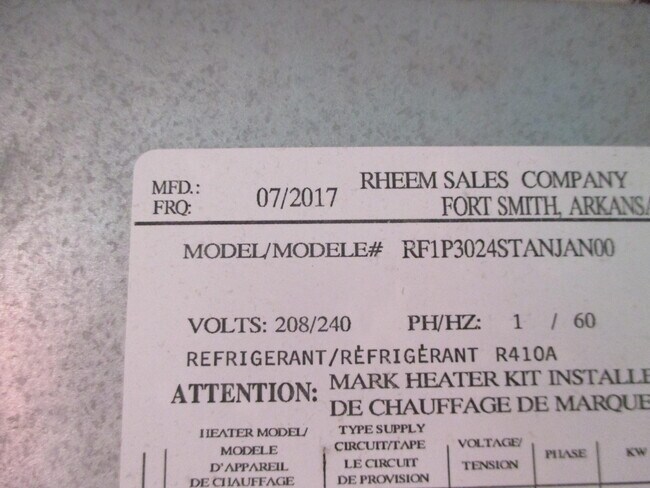 MFD.: 07/2017 RHEEM SALES COMPANY
FRQ: FORT SMITH, ARKANSA
MODEL/MODELE# RF1P3024STANJAN00
VOLTS: 208/240 PH/HZ: 1 / 60
REFRIGERANT/RÉFRIGÉRANT R410A
ATTENTION: MARK HEATER KIT INSTALLE
DE CHAUFFAGE DE MARQUE
HEATER MODEL/
MODELE
D'APPAREIL
DE CHAUFFAGE
TYPE SUPPLY
CIRCUIT/TAPE
LE CIRCUIT
DE PROVISION
VOLTAGE/
TENSION
PHASE
KW